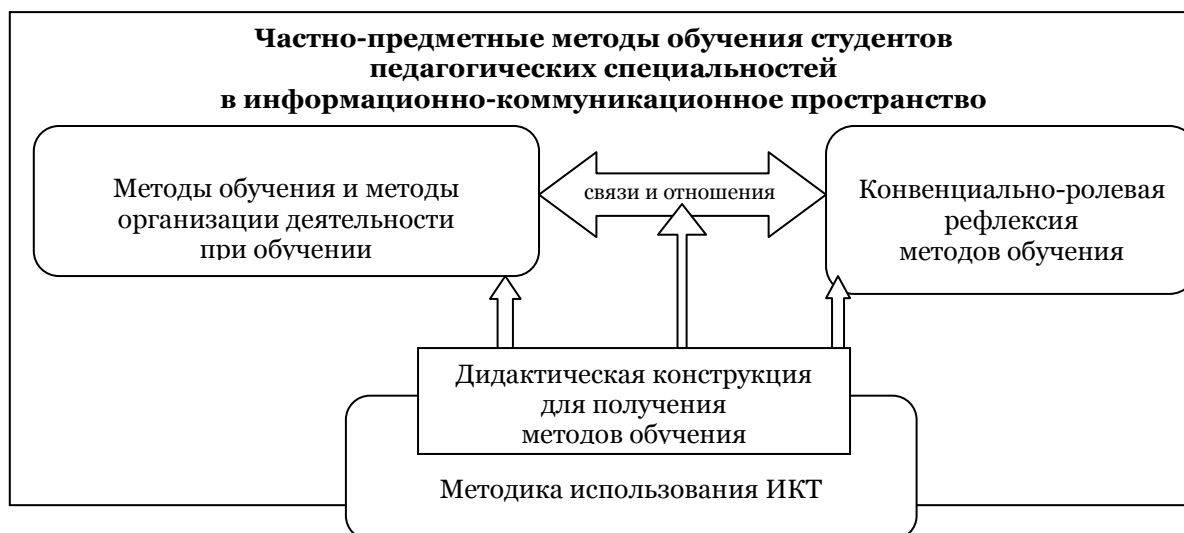 Частно-предметные методы обучения студентов
педагогических специальностей
в информационно-коммуникационное пространство
Методы обучения и методы
организации деятельности
при обучении
связи и отношения
Конвенциально-ролевая
рефлексия
методов обучения
Дидактическая конструкция
для получения
методов обучения
Методика использования ИКТ